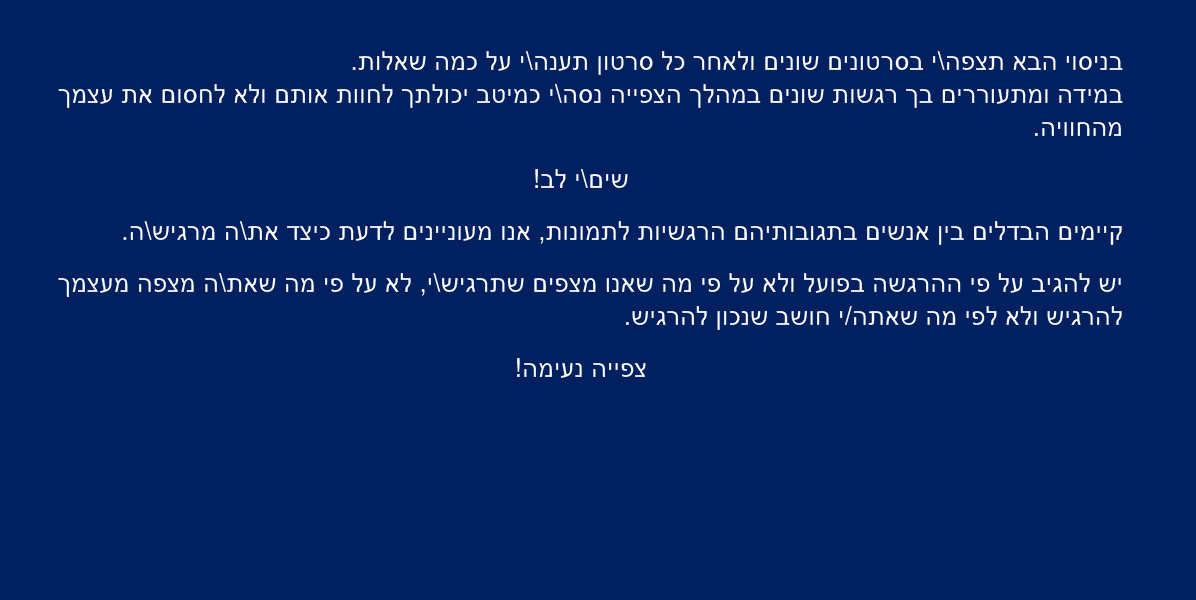 בניסוי הבא תצפה\י בסרטונים שונים ולאחר כל סרטון תענה\י על כמה שאלות.
במידה ומתעוררים בך רגשות שונים במהלך הצפייה נסה\י כמיטב יכולתך לחוות אותם ולא לחסום את עצמך
מהחוויה.
שים\י לב!
קיימים הבדלים בין אנשים בתגובותיהם הרגשיות לתמונות, אנו מעוניינים לדעת כיצד את\ה מרגיש\ה.
יש להגיב על פי ההרגשה בפועל ולא על פי מה שאנו מצפים שתרגיש\י, לא על פי מה שאת\ה מצפה מעצמך
להרגיש ולא לפי מה שאתה/י חושב שנכון להרגיש.
צפייה נעימה!